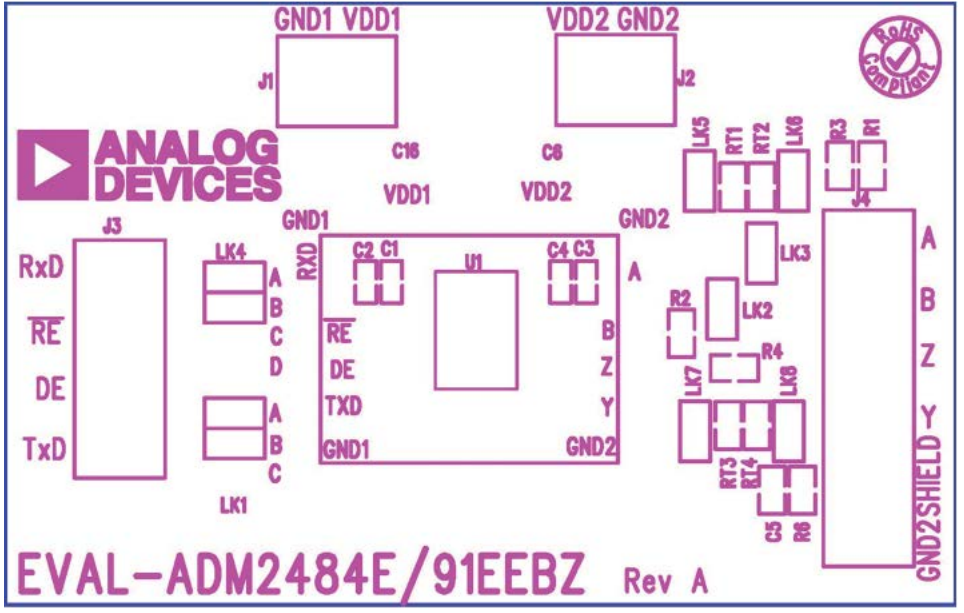 GND1 VDD1
VDD2 GND2
RoHS
Compliant
J1
J2
ANALOG
DEVICES
C16
C6
VDD1
VDD2
LK5
RT1
RT2
LK6
R3
R1
J3
GND1
GND2
J4
RxD
RE
DE
TxD
LK4
A
B
C
D
A
B
C
LK1
RXD
C2
C1
U1
C4
C3
A
RE
DE
TXD
GND1
B
Z
Y
GND2
LK3
LK2
R2
R4
LK7
LK8
RT3
RT4
C5
R6
A
B
Z
Y
GND2SHIELD
EVAL-ADM2484E/91EEBZ Rev A